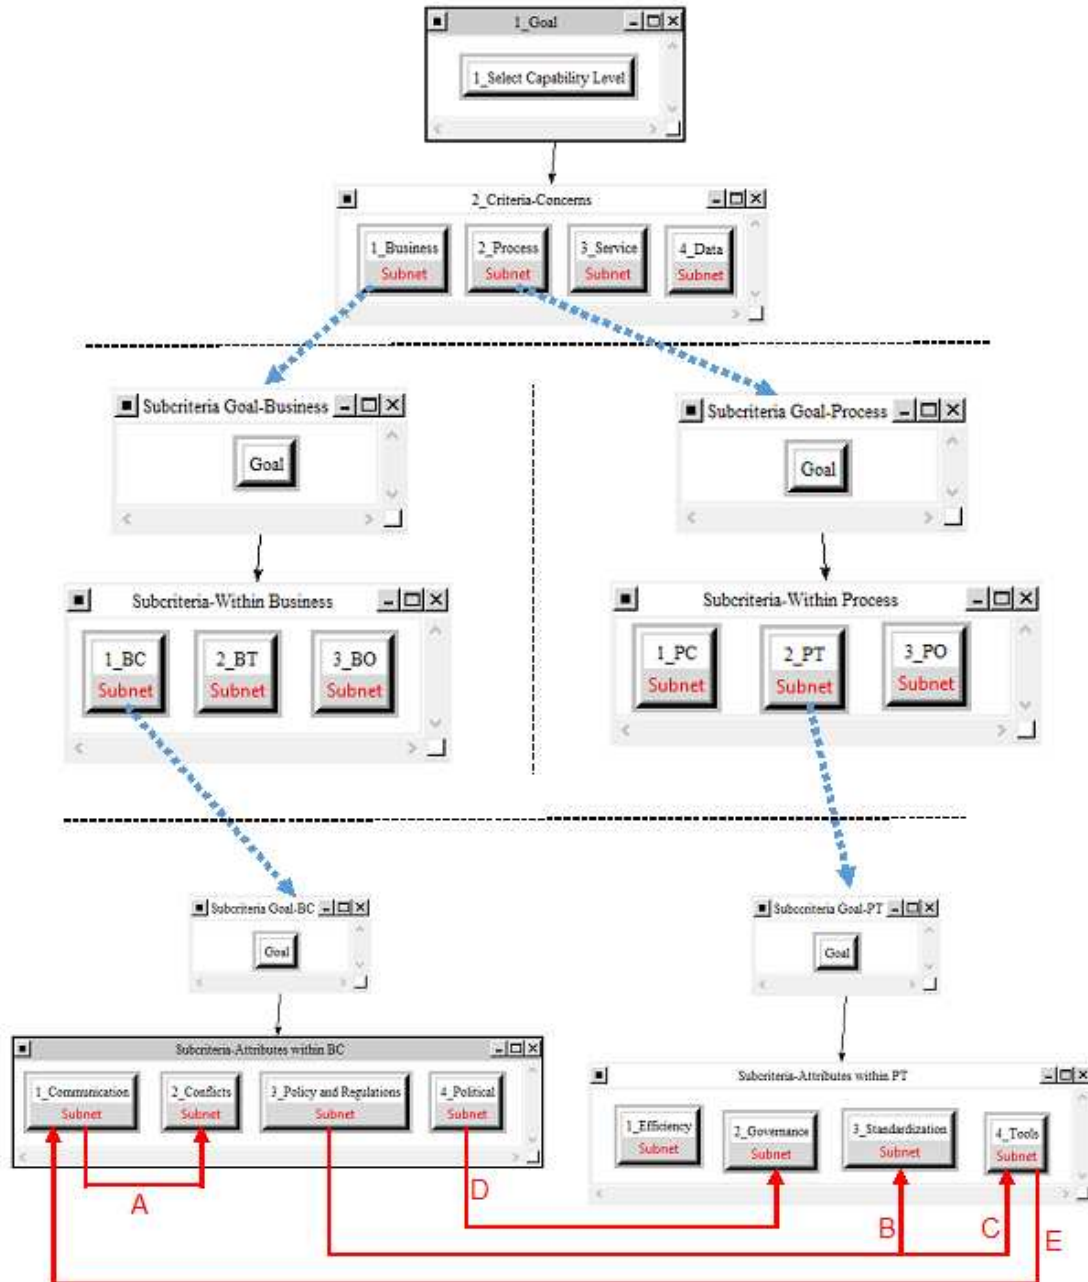 1_Goal
1_Select Capability Level
2_Criteria-Concerns
1_Business 2_Process 3_Service 4_Data
Subnet Subnet Subnet Subnet
Subcriteria Goal-Business Subcriteria Goal-Process
Goal Goal
Subcriteria-Within Business Subcriteria-Within Process
1_BC 2_BT 3_BO 1_PC 2_PT 3_PO
Subnet Subnet Subnet Subnet Subnet Subnet
Subcriteria Goal-BC Subccriteria Goal-PT
Goal Goal
Subcriteria-Attributes within BC
1_Communication 2_Conflicts 3_Policy and Regulations 4_Political
Subnet Subnet Subnet Subnet
Subcriteria-Attributes within PT
1_Efficiency 2_Governance 3_Standardization 4_Tools
Subnet Subnet Subnet Subnet
A D B C E